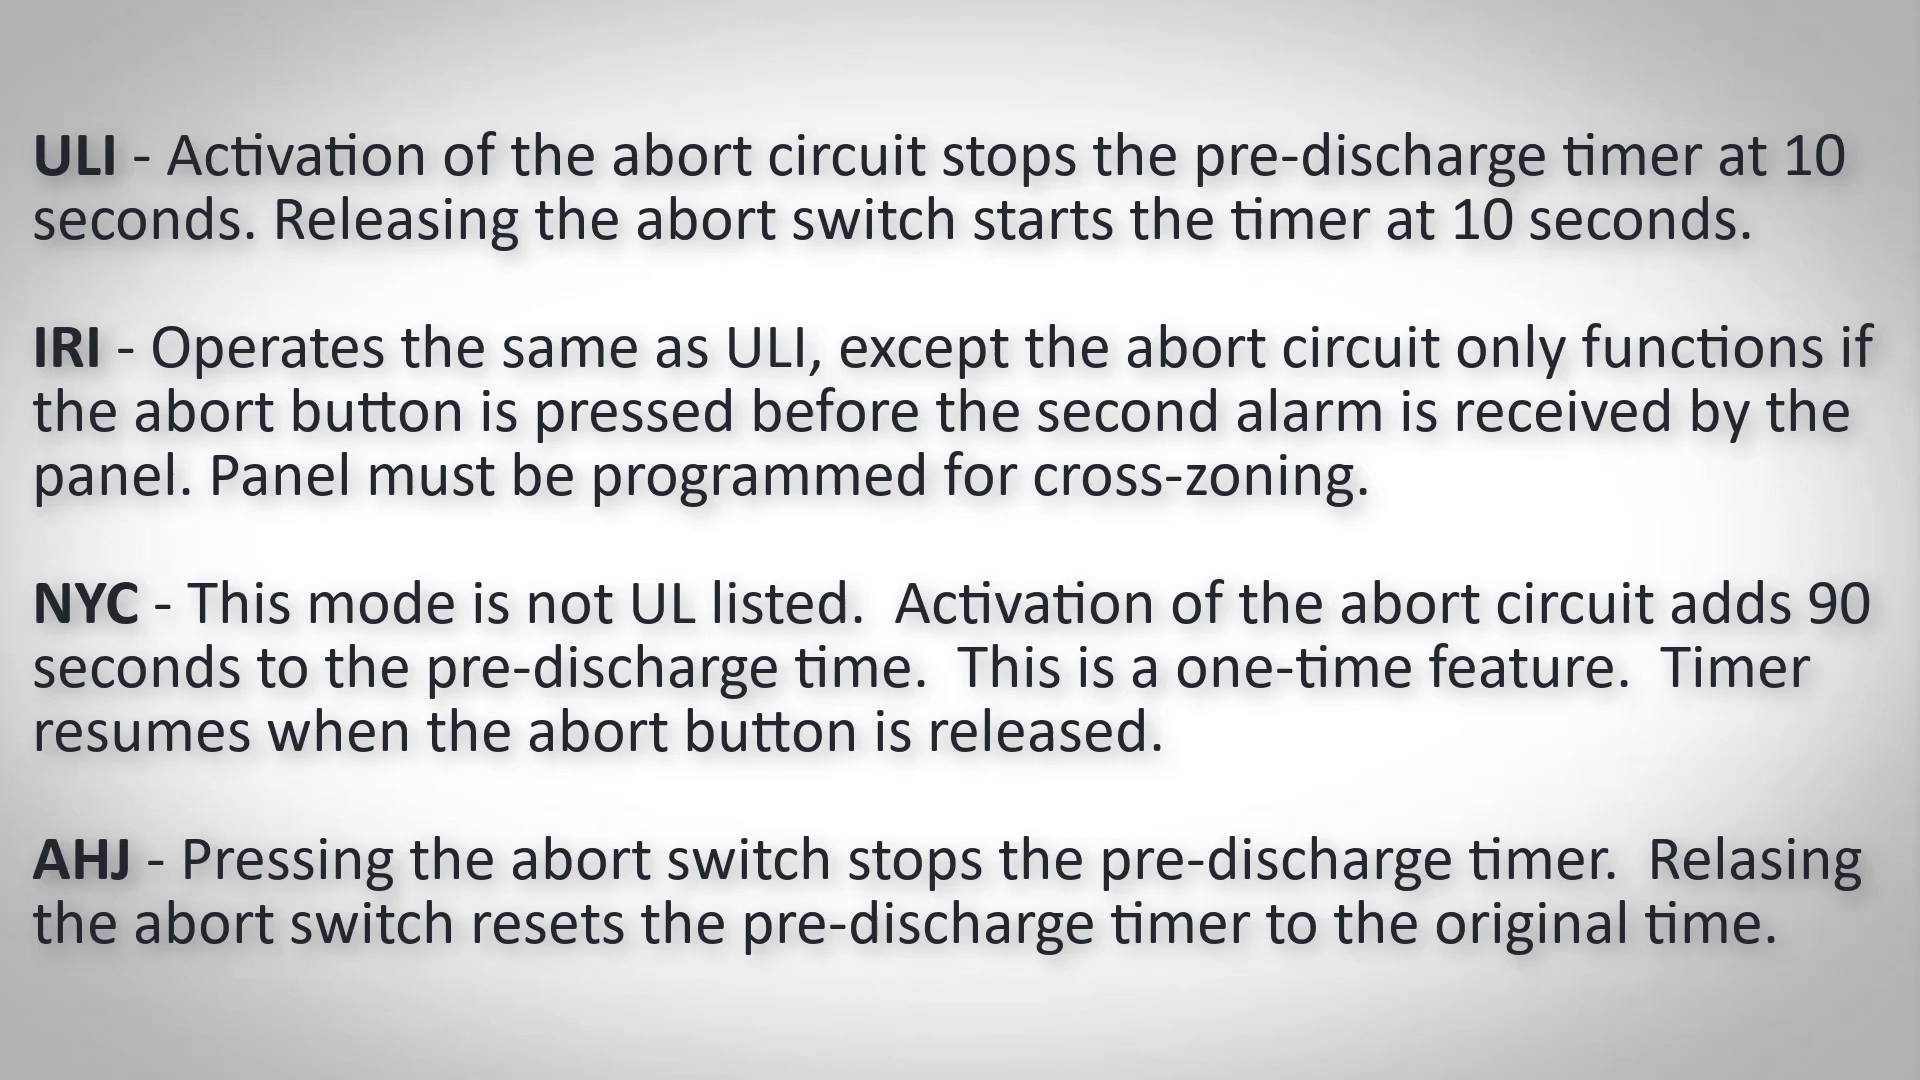 ULI - Activation of the abort circuit stops the pre-discharge timer at 10
seconds. Releasing the abort switch starts the timer at 10 seconds.
IRI - Operates the same as ULI, except the abort circuit only functions if
the abort button is pressed before the second alarm is received by the
panel. Panel must be programmed for cross-zoning.
NYC - This mode is not UL listed.  Activation of the abort circuit adds 90
seconds to the pre-discharge time.  This is a one-time feature.  Timer
resumes when the abort button is released.
AHJ - Pressing the abort switch stops the pre-discharge timer.  Relasing
the abort switch resets the pre-discharge timer to the original time.